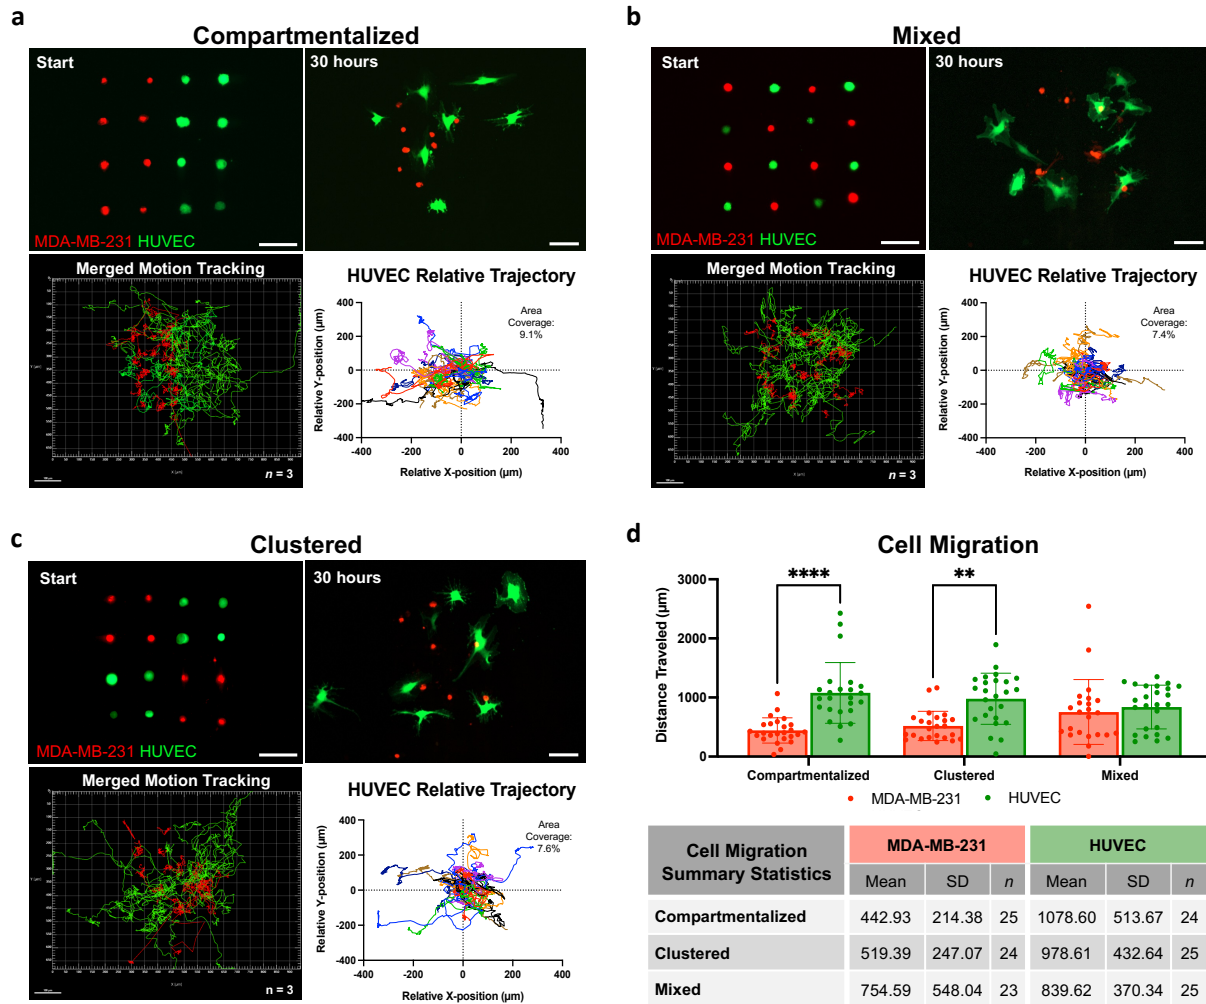 a
Compartmentalized
Start
30 hours
MDA-MB-231 HUVEC
Merged Motion Tracking
n = 3
HUVEC Relative Trajectory
Area
Coverage:
9.1%
Relative Y-position (µm)
400
200
0
-200
-400
-400 -200 0 200 400
Relative X-position (µm)
b
Mixed
Start
30 hours
MDA-MB-231 HUVEC
Merged Motion Tracking
n = 3
HUVEC Relative Trajectory
Area
Coverage:
7.4%
Relative Y-position (µm)
400
200
0
-200
-400
-400 -200 0 200 400
Relative X-position (µm)
c
Clustered
Start
30 hours
MDA-MB-231 HUVEC
Merged Motion Tracking
n = 3
HUVEC Relative Trajectory
Area
Coverage:
7.6%
Relative Y-position (µm)
400
200
0
-200
-400
-400 -200 0 200 400
Relative X-position (µm)
d
Cell Migration
Distance Traveled (µm)
3000
2000
1000
0
****
**
Compartmentalized Clustered Mixed
MDA-MB-231 HUVEC
Cell Migration
Summary Statistics
MDA-MB-231 HUVEC
Mean SD n Mean SD n
Compartmentalized 442.93 214.38 25 1078.60 513.67 24
Clustered 519.39 247.07 24 978.61 432.64 25
Mixed 754.59 548.04 23 839.62 370.34 25